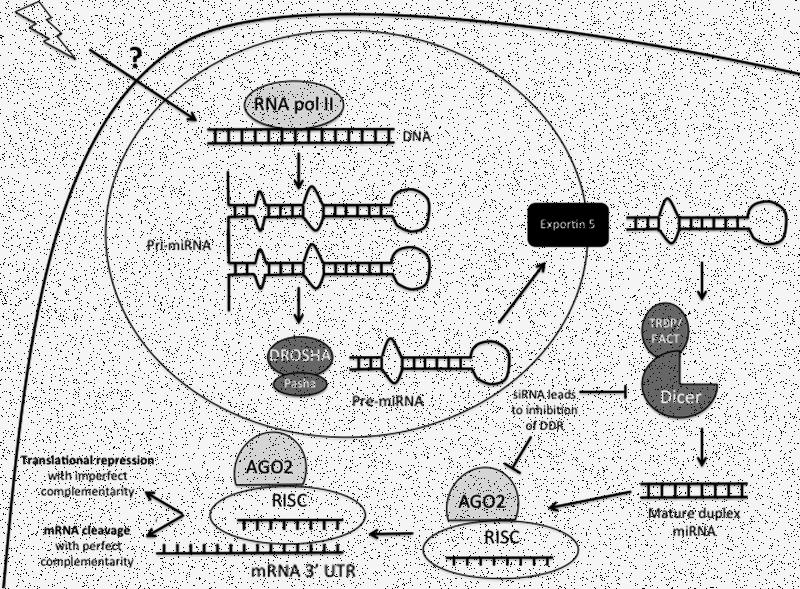 ?
RNA pol II
DNA
Pri-miRNA
Exportin 5
DROSHA
Pasha
Pre-miRNA
TRBP/
PACT
Dicer
siRNA leads
to inhibition
of DDR
Mature duplex
miRNA
AGO2
RISC
AGO2
RISC
mRNA 3’ UTR
Translational repression
with imperfect
complementarity
mRNA cleavage
with perfect
complementarity